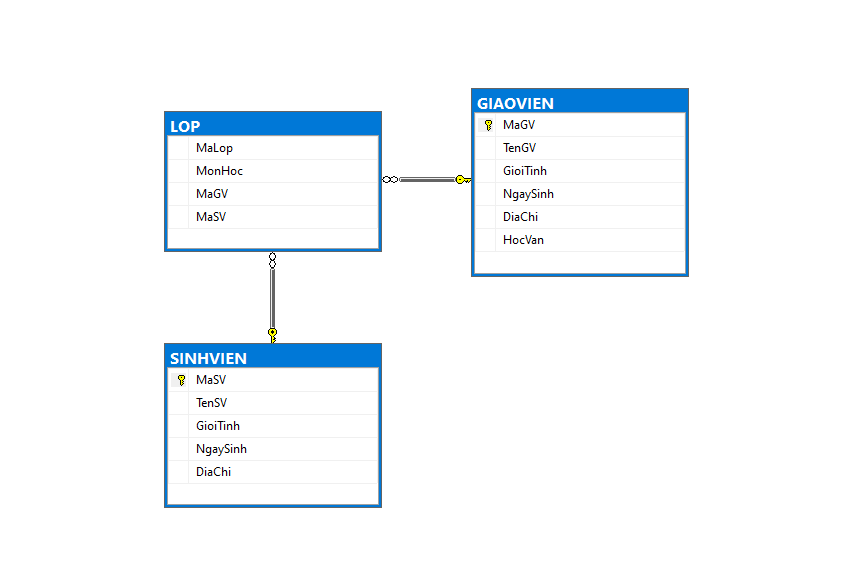 LOP
MaLop
MonHoc
MaGV
MaSV
GIAOVIEN
MaGV
TenGV
GioiTinh
NgaySinh
DiaChi
HocVan
SINHVIEN
MaSV
TenSV
GioiTinh
NgaySinh
DiaChi